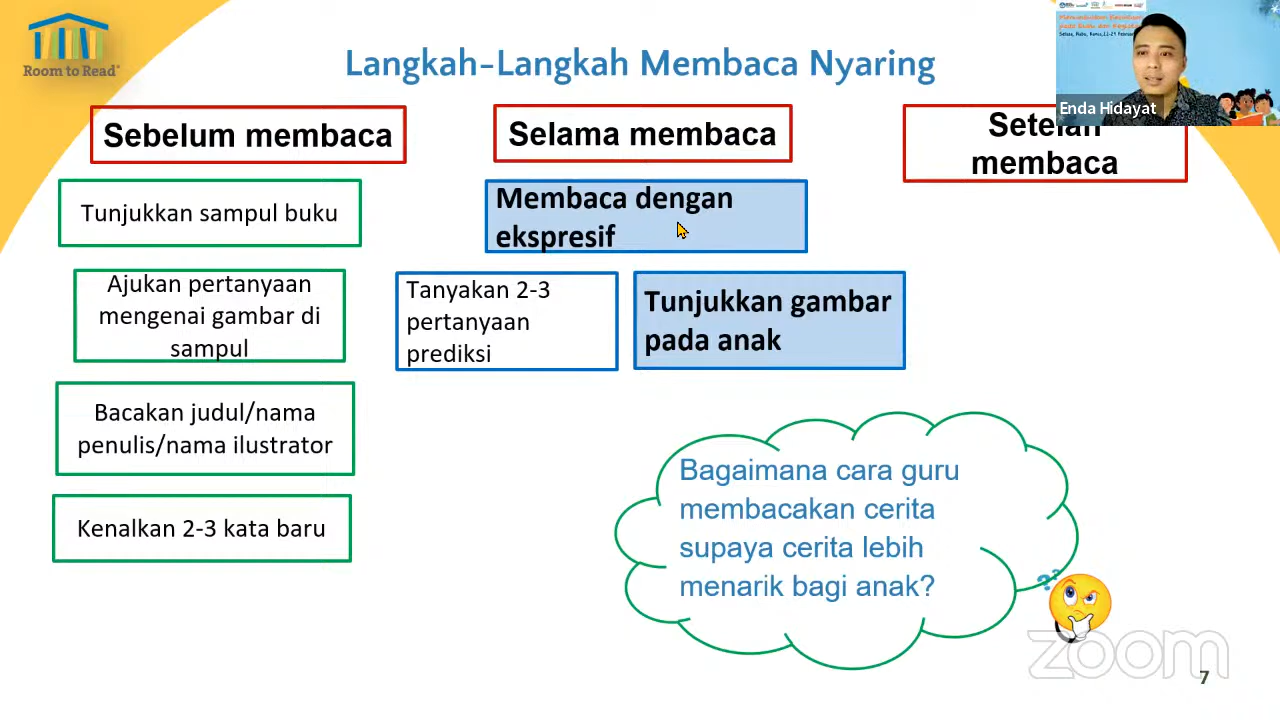 Room to Read
Langkah-Langkah Membaca Nyaring
Enda Hidayat
Sebelum membaca
Selama membaca
Setelah
membaca
Tunjukkan sampul buku
Ajukan pertanyaan
mengenai gambar di
sampul
Bacakan judul/nama
penulis/nama ilustrator
Kenalkan 2-3 kata baru
Membaca dengan
ekspresif
Tanyakan 2-3
pertanyaan
prediksi
Tunjukkan gambar
pada anak
Bagaimana cara guru
membacakan cerita
supaya cerita lebih
menarik bagi anak?
??
zoom
7